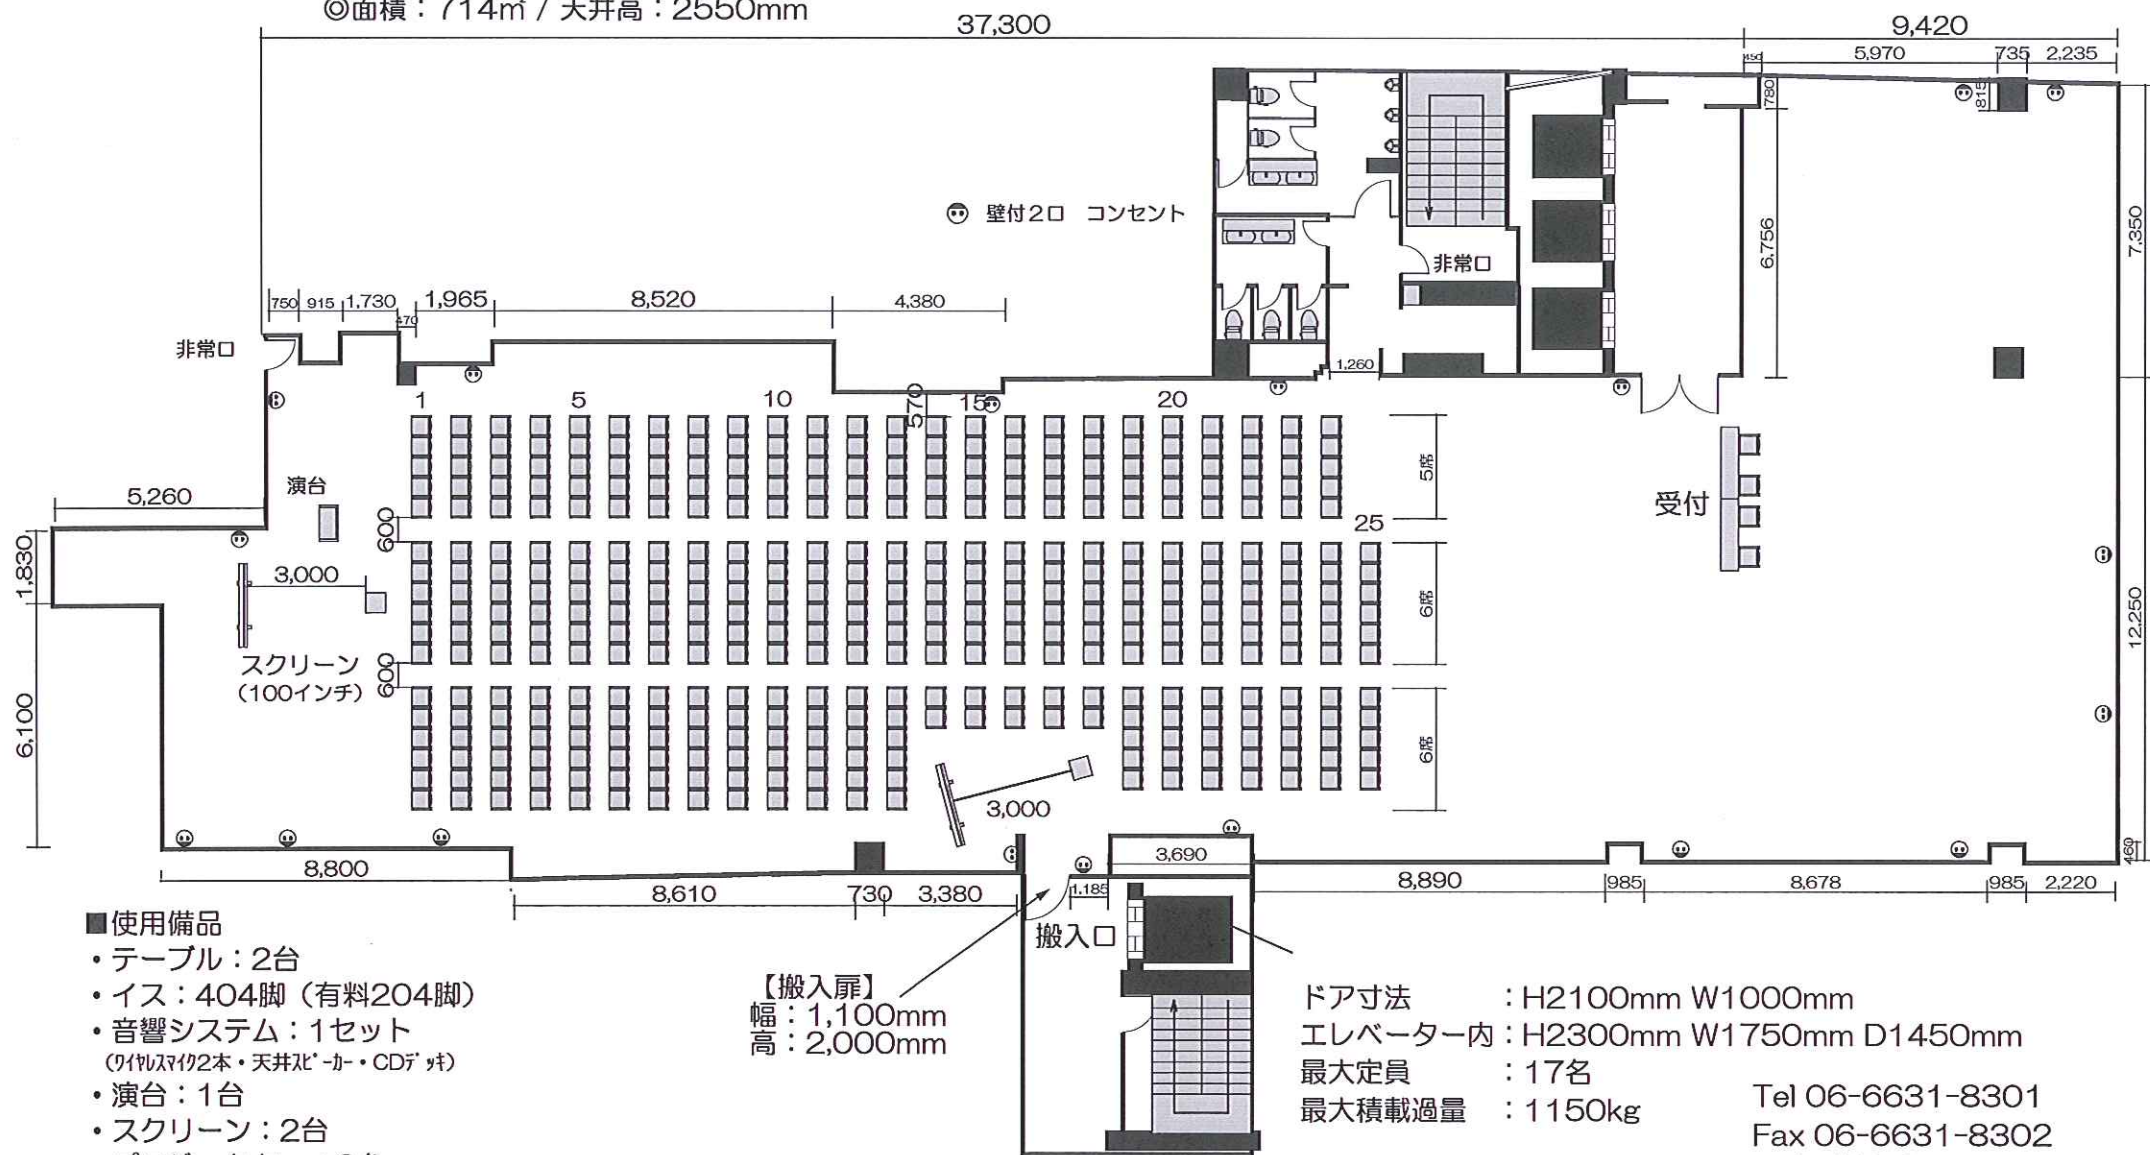 ◎面積：714㎡ / 天井高：2550mm
37,300
9,420
450
5,970
735
2,235
780
815
7,350
6,756
壁付２口　コンセント
非常口
750
915
1,730
470
1,965
8,520
4,380
非常口
1,260
570
1
5
10
15
20
25
5席
6席
6席
演台
5,260
600
1,830
3,000
スクリーン
（100インチ）
600
6,100
受付
12,250
3,000
8,800
8,610
730
3,380
3,690
1,185
8,890
985
8,678
985
2,220
460
搬入口
■使用備品
・テーブル：2台
・イス：404脚（有料204脚）
・音響システム：1セット
（ワイヤレスマイク2本・天井スピーカー・CDデッキ）
・演台：1台
・スクリーン：2台
【搬入扉】
幅：1,100mm
高：2,000mm
ドア寸法　　　：H2100mm W1000mm
エレベーター内：H2300mm W1750mm D1450mm
最大定員　　　：17名
最大積載過量　：1150kg
Tel 06-6631-8301
Fax 06-6631-8302